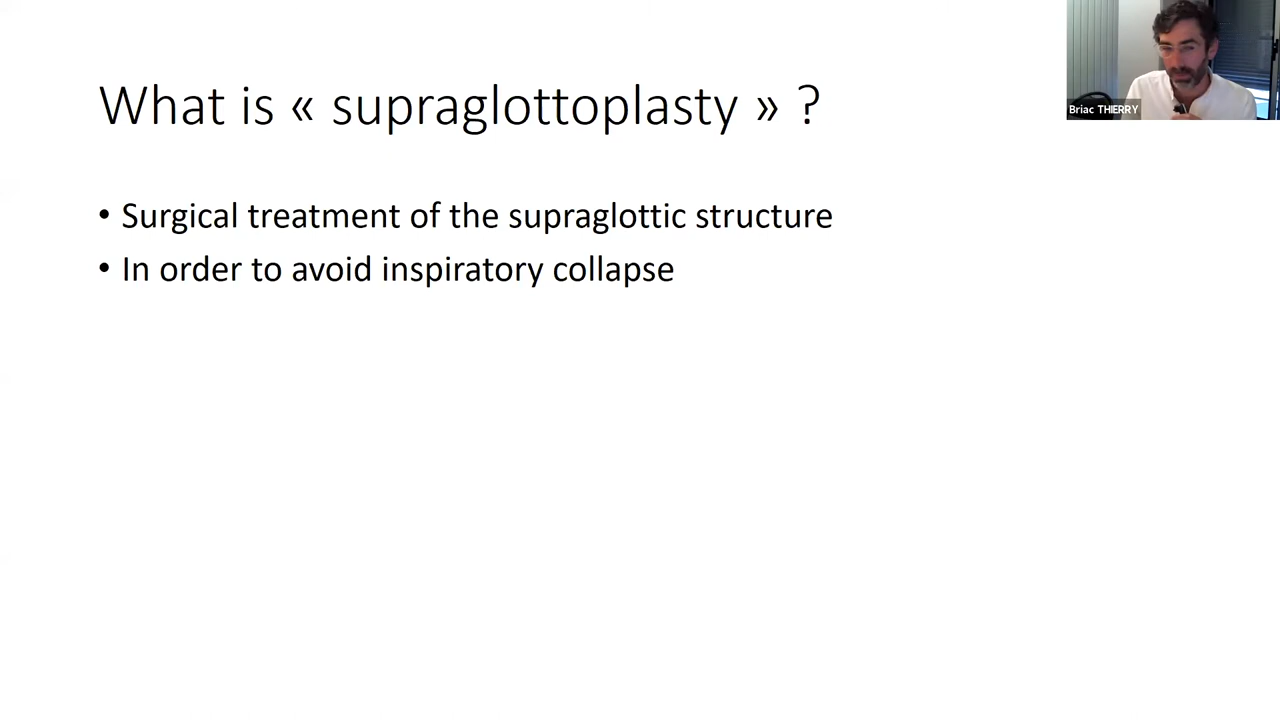 What is « supraglottoplasty » ?
Briac THIERRY
• Surgical treatment of the supraglottic structure
• In order to avoid inspiratory collapse